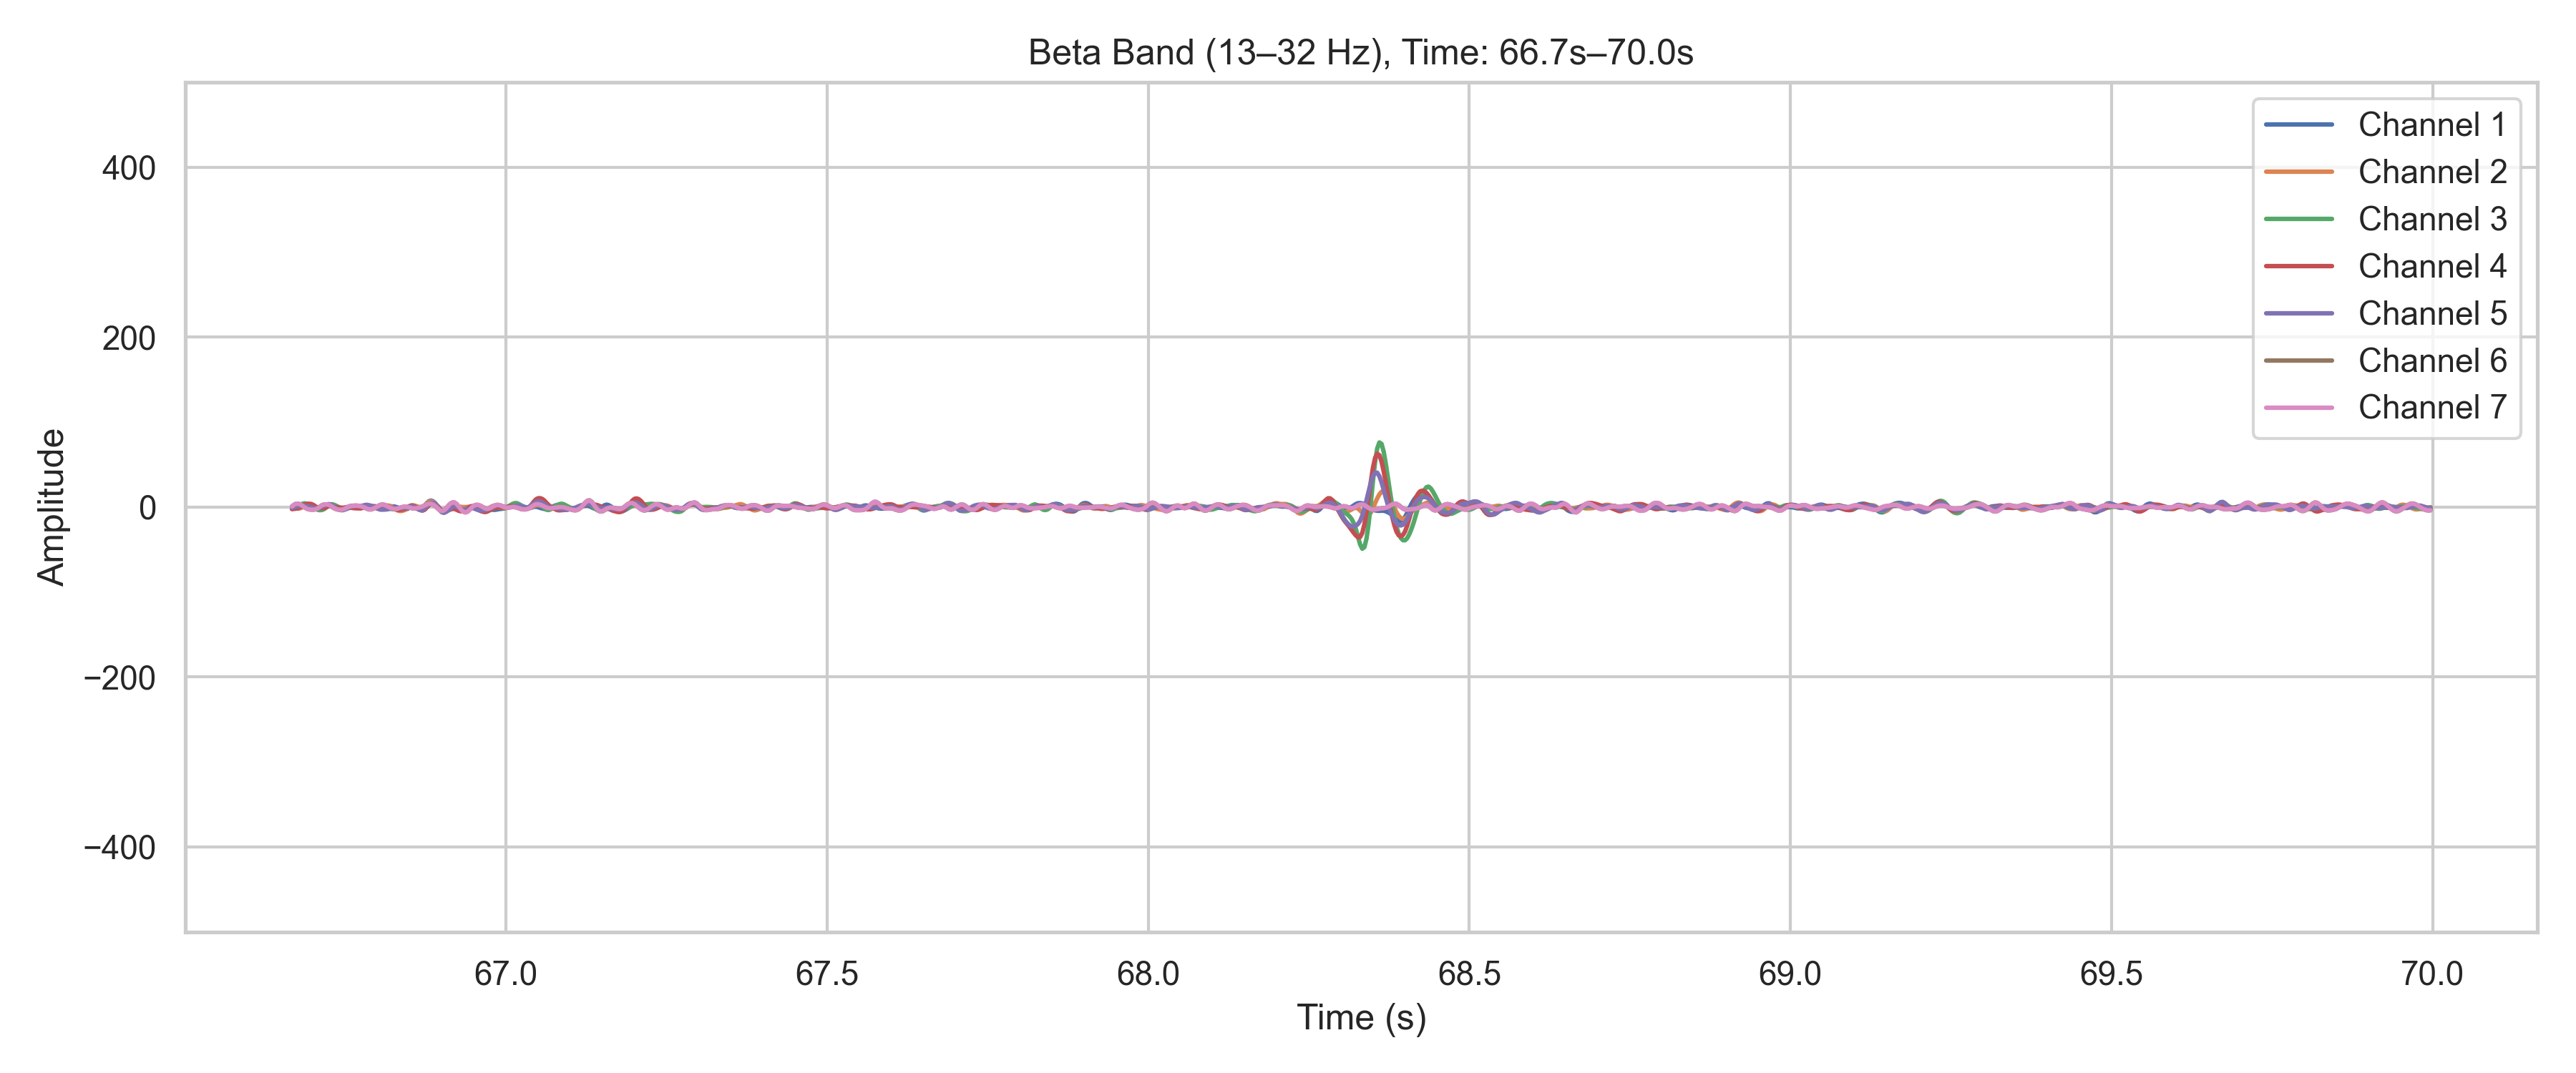 Beta Band (13–32 Hz), Time: 66.7s–70.0s
Channel 1
Channel 2
Channel 3
Channel 4
Channel 5
Channel 6
Channel 7
400
200
0
−200
−400
Amplitude
67.0 67.5 68.0 68.5 69.0 69.5 70.0
Time (s)